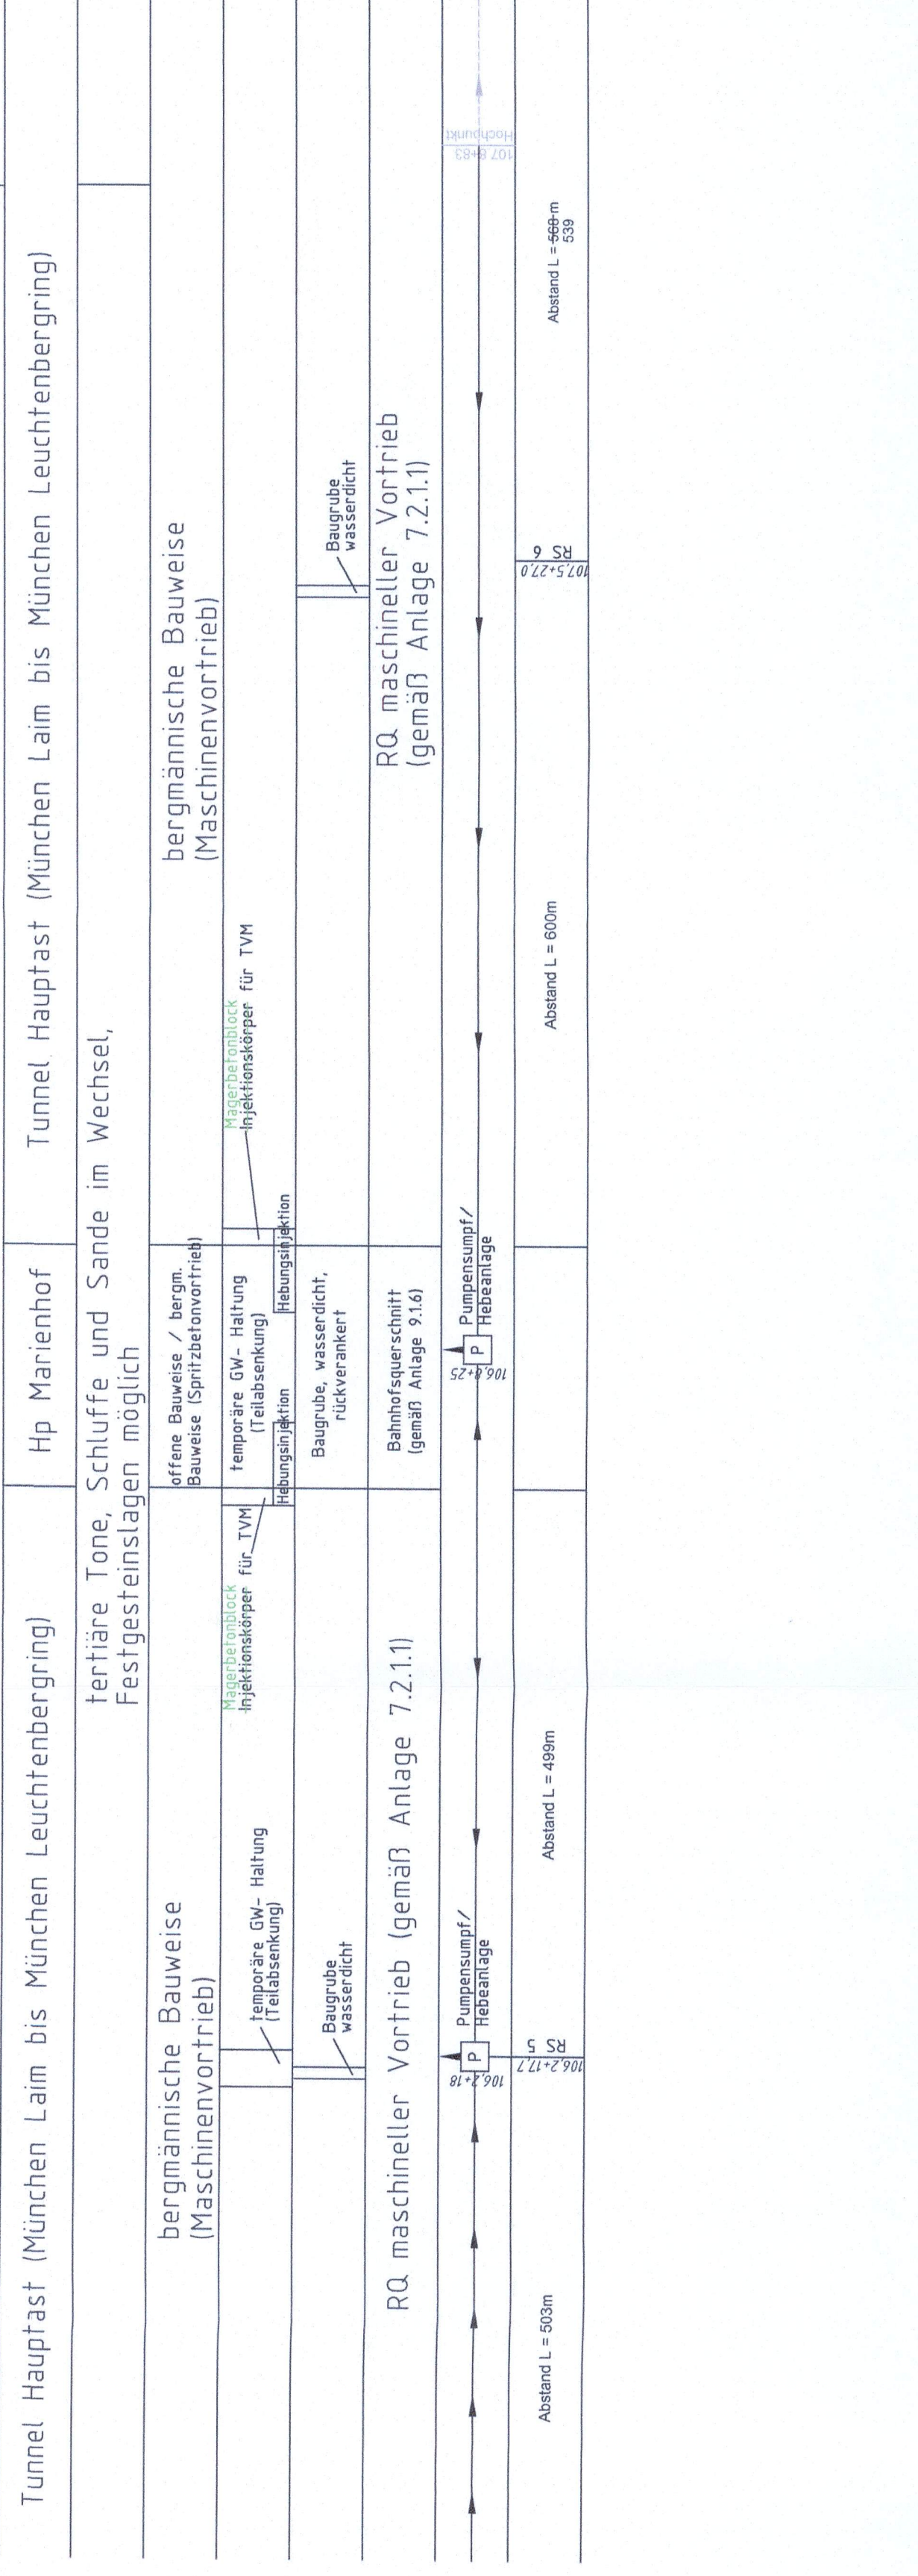 Tunnel Hauptast (München Laim bis München Leuchtenbergring)
Hp Marienhof
Tunnel Hauptast (München Laim bis München Leuchtenbergring)
tertiäre Tone, Schluffe und Sande im Wechsel,
Festgesteinslagen möglich
bergmännische Bauweise
(Maschinenvortrieb)
offene Bauweise / bergm.
Bauweise (Spritzbetonvortrieb)
bergmännische Bauweise
(Maschinenvortrieb)
temporäre GW- Haltung
(Teilabsenkung)
Magerbetonblock
Injektionskörper für TVM
temporäre GW- Haltung
(Teilabsenkung)
Hebungsinjektion
Hebungsinjektion
Magerbetonblock
Injektionskörper für TVM
Baugrube
wasserdicht
Baugrube, wasserdicht,
rückverankert
Baugrube
wasserdicht
RQ maschineller Vortrieb (gemäß Anlage 7.2.1.1)
Bahnhofsquerschnitt
(gemäß Anlage 9.1.6)
RQ maschineller Vortrieb
(gemäß Anlage 7.2.1.1)
106,2+18
P
Pumpensumpf/
Hebeanlage
106,8+25
P
Pumpensumpf/
Hebeanlage
107,8+83
Hochpunkt
Abstand L = 503m
106,2+17,7
RS 5
Abstand L = 499m
Abstand L = 600m
107,5+27,0
RS 6
Abstand L = 568 m
539